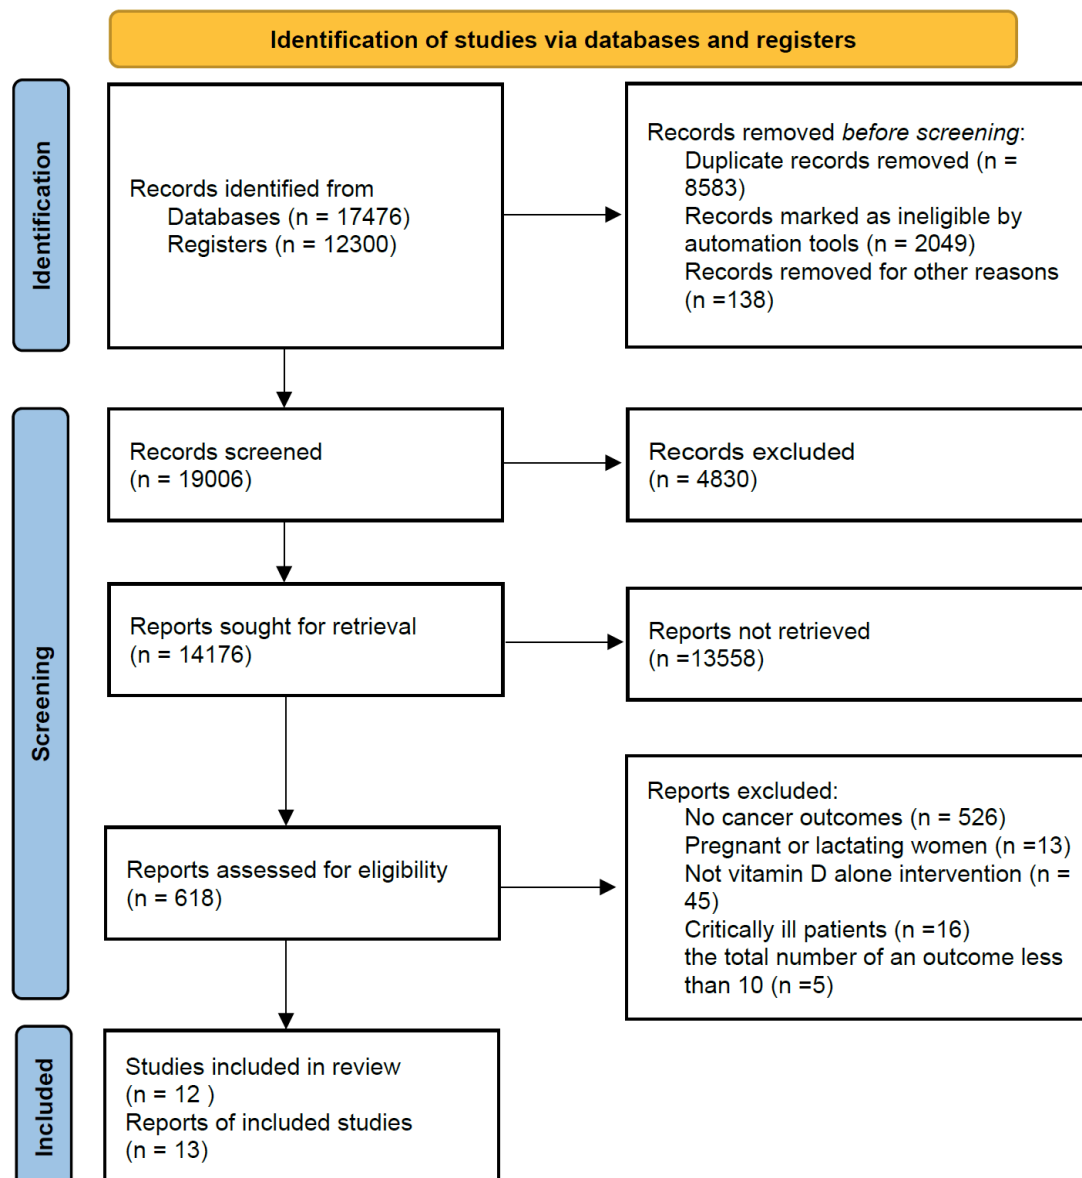 Identification of studies via databases and registers
Identification
Records identified from
Databases (n = 17476)
Registers (n = 12300)
Records removed before screening:
Duplicate records removed (n =
8583)
Records marked as ineligible by
automation tools (n = 2049)
Records removed for other reasons
(n =138)
Screening
Records screened
(n = 19006)
Records excluded
(n = 4830)
Reports sought for retrieval
(n = 14176)
Reports not retrieved
(n =13558)
Reports assessed for eligibility
(n = 618)
Reports excluded:
No cancer outcomes (n = 526)
Pregnant or lactating women (n =13)
Not vitamin D alone intervention (n =
45)
Critically ill patients (n =16)
the total number of an outcome less
than 10 (n =5)
Included
Studies included in review
(n = 12 )
Reports of included studies
(n = 13)